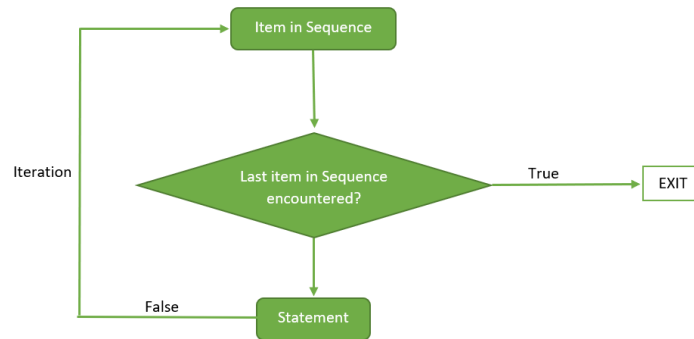 Item in Sequence
Iteration
Last item in Sequence
encountered?
True
EXIT
False
Statement